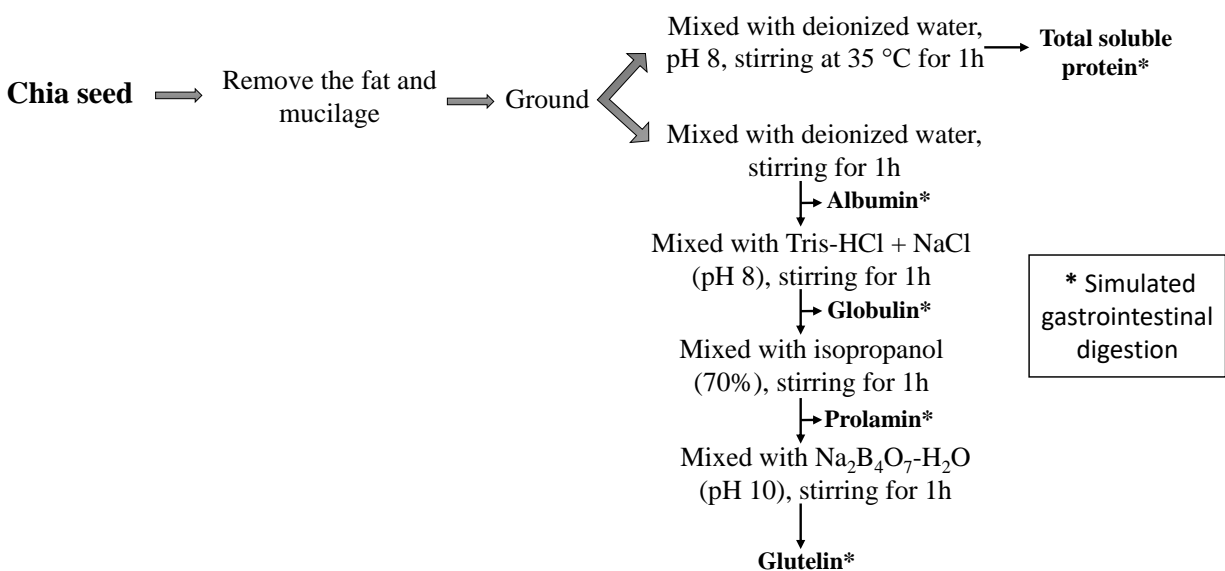 Chia seed
Remove the fat and
mucilage
Ground
Mixed with deionized water,
pH 8, stirring at 35 °C for 1h
Total soluble
protein*
Mixed with deionized water,
stirring for 1h
Albumin*
Mixed with Tris-HCl + NaCl
(pH 8), stirring for 1h
Globulin*
Mixed with isopropanol
(70%), stirring for 1h
Prolamin*
Mixed with Na₂B₄O₇-H₂O
(pH 10), stirring for 1h
Glutelin*
* Simulated
gastrointestinal
digestion